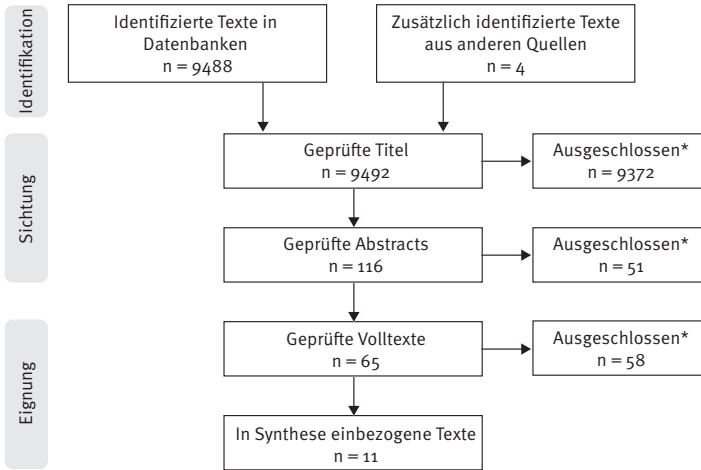 Identifikation
Identifizierte Texte in
Datenbanken
n = 9488
Zusätzlich identifizierte Texte
aus anderen Quellen
n = 4
Sichtung
Geprüfte Titel
n = 9492
Ausgeschlossen*
n = 9372
Geprüfte Abstracts
n = 116
Ausgeschlossen*
n = 51
Eignung
Geprüfte Volltexte
n = 65
Ausgeschlossen*
n = 58
In Synthese einbezogene Texte
n = 11